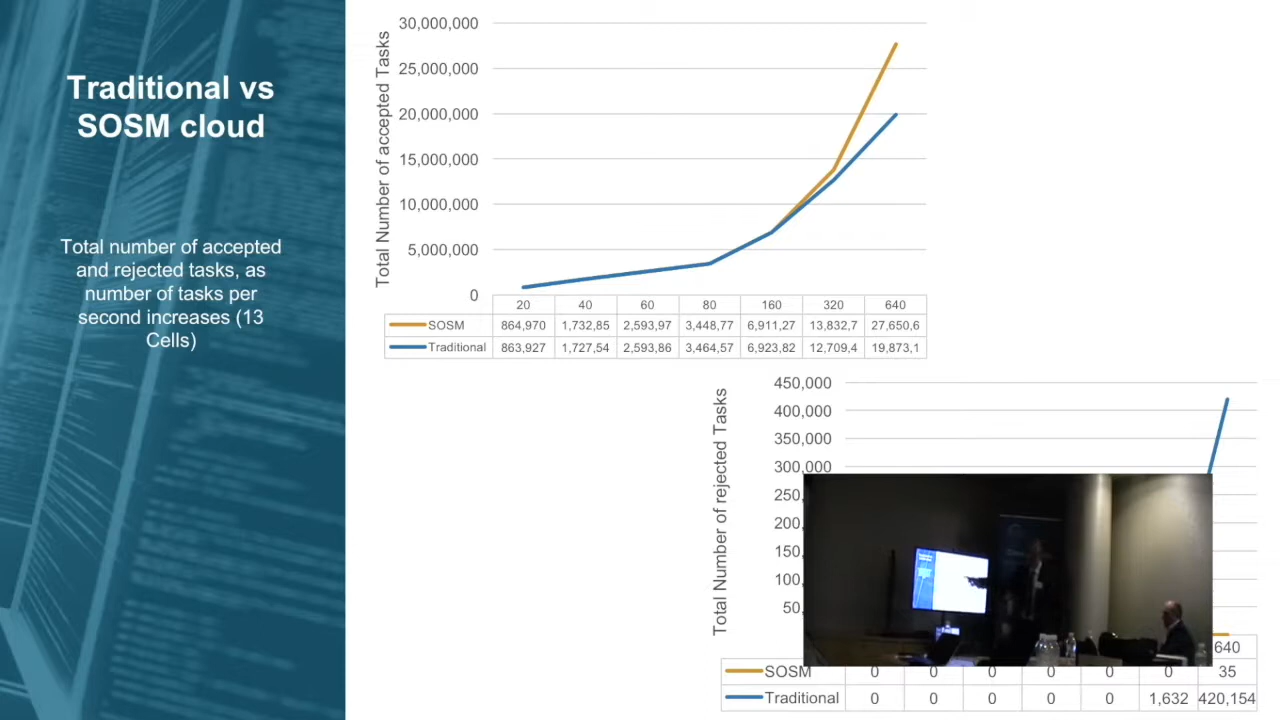 Traditional vs
SOSM cloud
Total number of accepted
and rejected tasks, as
number of tasks per
second increases (13
Cells)
Total Number of accepted Tasks
30,000,000
25,000,000
20,000,000
15,000,000
10,000,000
5,000,000
0
20 40 60 80 160 320 640
SOSM 864,970 1,732,85 2,593,97 3,448,77 6,911,27 13,832,7 27,650,6
Traditional 863,927 1,727,54 2,593,86 3,464,57 6,923,82 12,709,4 19,873,1
Total Number of rejected Tasks
450,000
400,000
350,000
300,000
250,
200,
150,
100,
50,
640
SOSM 0 0 0 0 0 0 35
Traditional 0 0 0 0 0 1,632 420,154